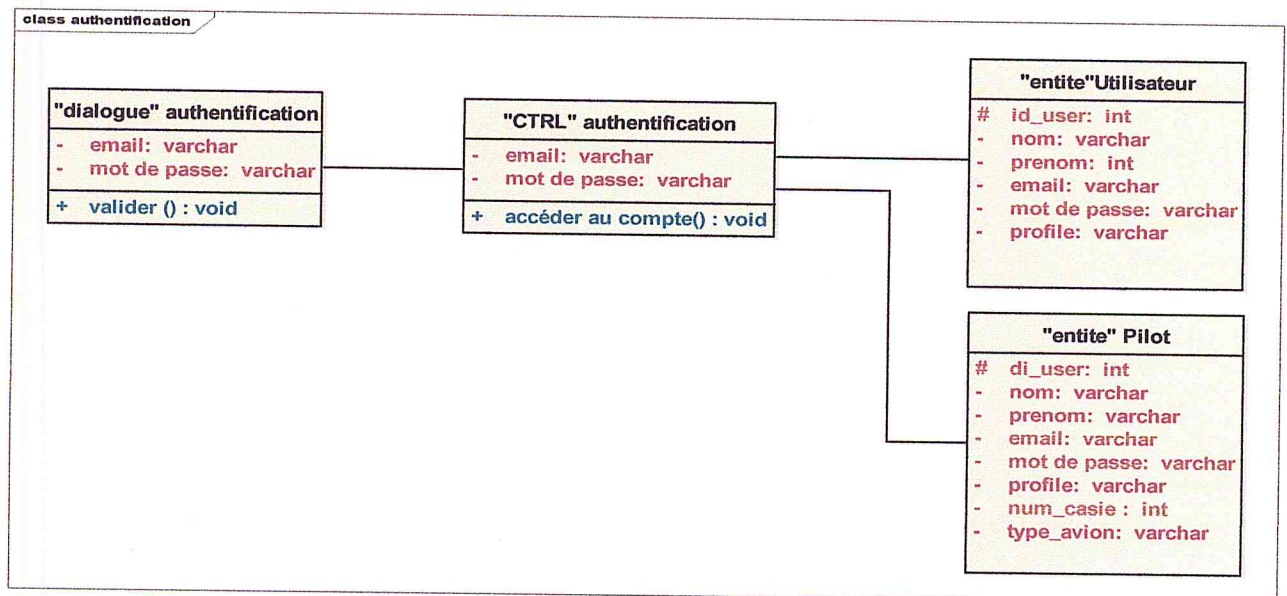 class authentification
"dialogue" authentification
- email: varchar
- mot de passe: varchar
+ valider () : void
"CTRL" authentification
- email: varchar
- mot de passe: varchar
+ accéder au compte() : void
"entite"Utilisateur
# id_user: int
- nom: varchar
- prenom: int
- email: varchar
- mot de passe: varchar
- profile: varchar
"entite" Pilot
# di_user: int
- nom: varchar
- prenom: varchar
- email: varchar
- mot de passe: varchar
- profile: varchar
- num_casie : int
- type_avion: varchar